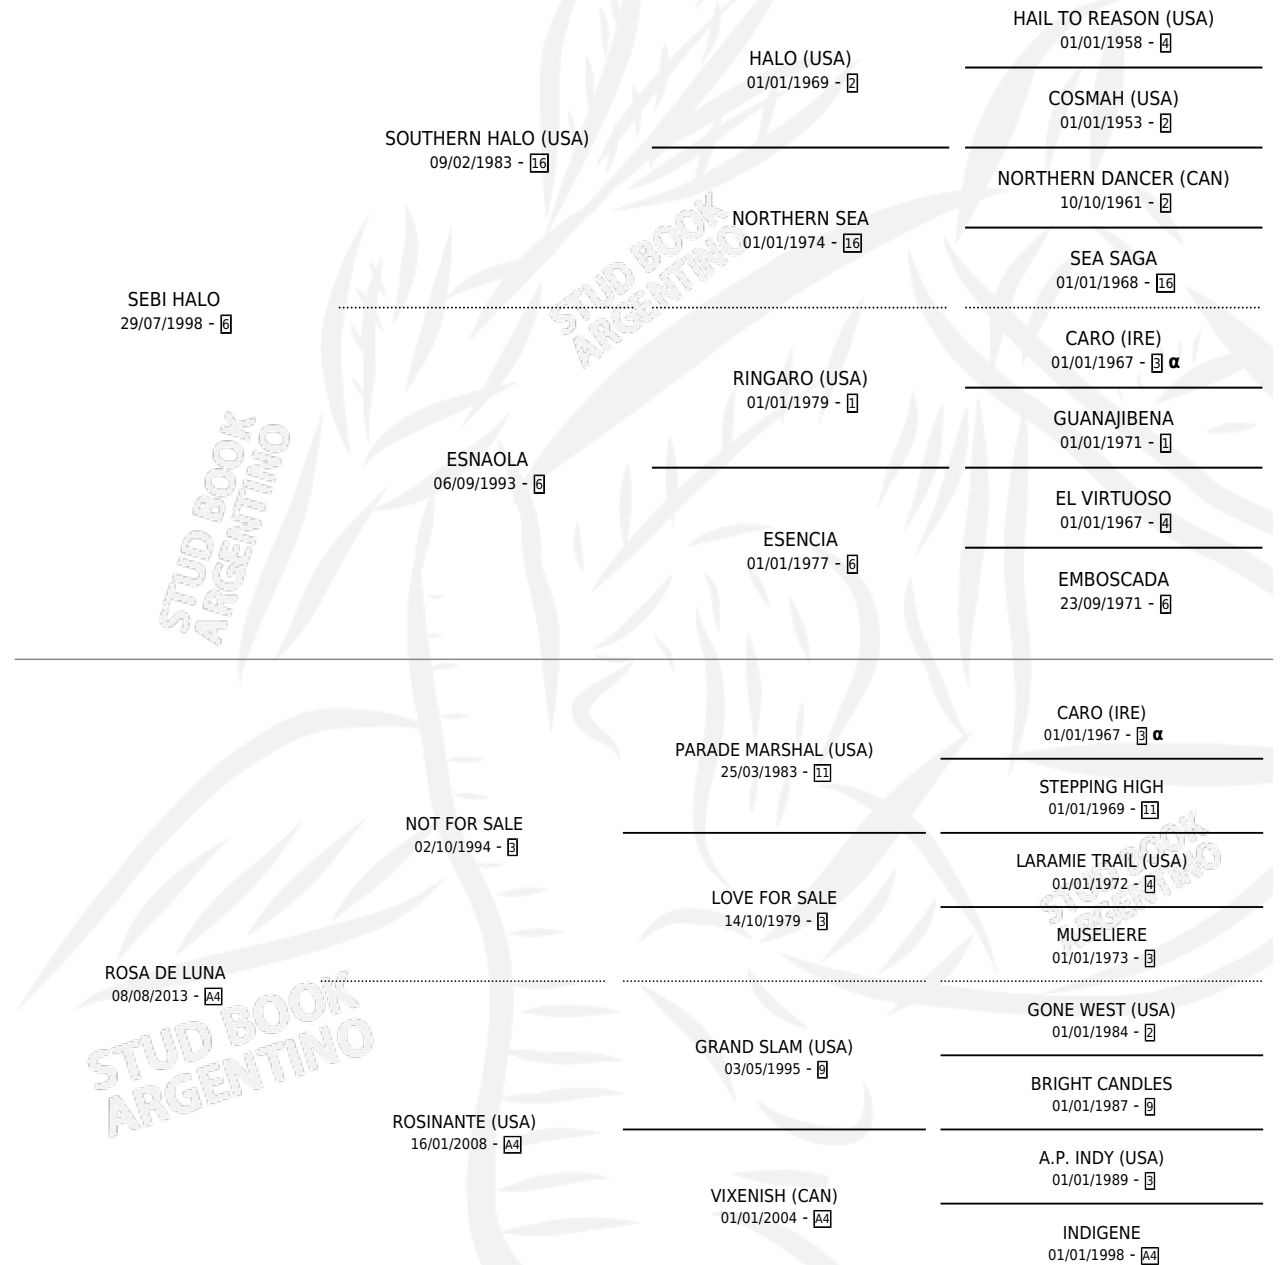 HAIL TO REASON (USA)
01/01/1958 - 4
HALO (USA)
01/01/1969 - 2
COSMAH (USA)
01/01/1953 - 2
SOUTHERN HALO (USA)
09/02/1983 - 16
NORTHERN DANCER (CAN)
10/10/1961 - 2
NORTHERN SEA
01/01/1974 - 16
SEA SAGA
01/01/1968 - 16
STUD BOOK
ARGENTINO
SEBI HALO
29/07/1998 - 6
CARO (IRE)
01/01/1967 - 3 α
RINGARO (USA)
01/01/1979 - 1
GUANAJIBENA
01/01/1971 - 1
ESNAOLA
06/09/1993 - 6
EL VIRTUOSO
01/01/1967 - 4
ESENCIA
01/01/1977 - 6
EMBOSCADA
23/09/1971 - 6
STUD BOOK
ARGENTINO
CARO (IRE)
01/01/1967 - 3 α
PARADE MARSHAL (USA)
25/03/1983 - 11
STEPPING HIGH
01/01/1969 - 11
NOT FOR SALE
02/10/1994 - 3
LARAMIE TRAIL (USA)
01/01/1972 - 4
LOVE FOR SALE
14/10/1979 - 3
MUSELIERE
01/01/1973 - 3
STUD BOOK
ARGENTINO
ROSA DE LUNA
08/08/2013 - A4
GONE WEST (USA)
01/01/1984 - 2
GRAND SLAM (USA)
03/05/1995 - 9
BRIGHT CANDLES
01/01/1987 - 9
STUD BOOK
ARGENTINO
ROSINANTE (USA)
16/01/2008 - A4
A.P. INDY (USA)
01/01/1989 - 3
VIXENISH (CAN)
01/01/2004 - A4
INDIGENE
01/01/1998 - A4